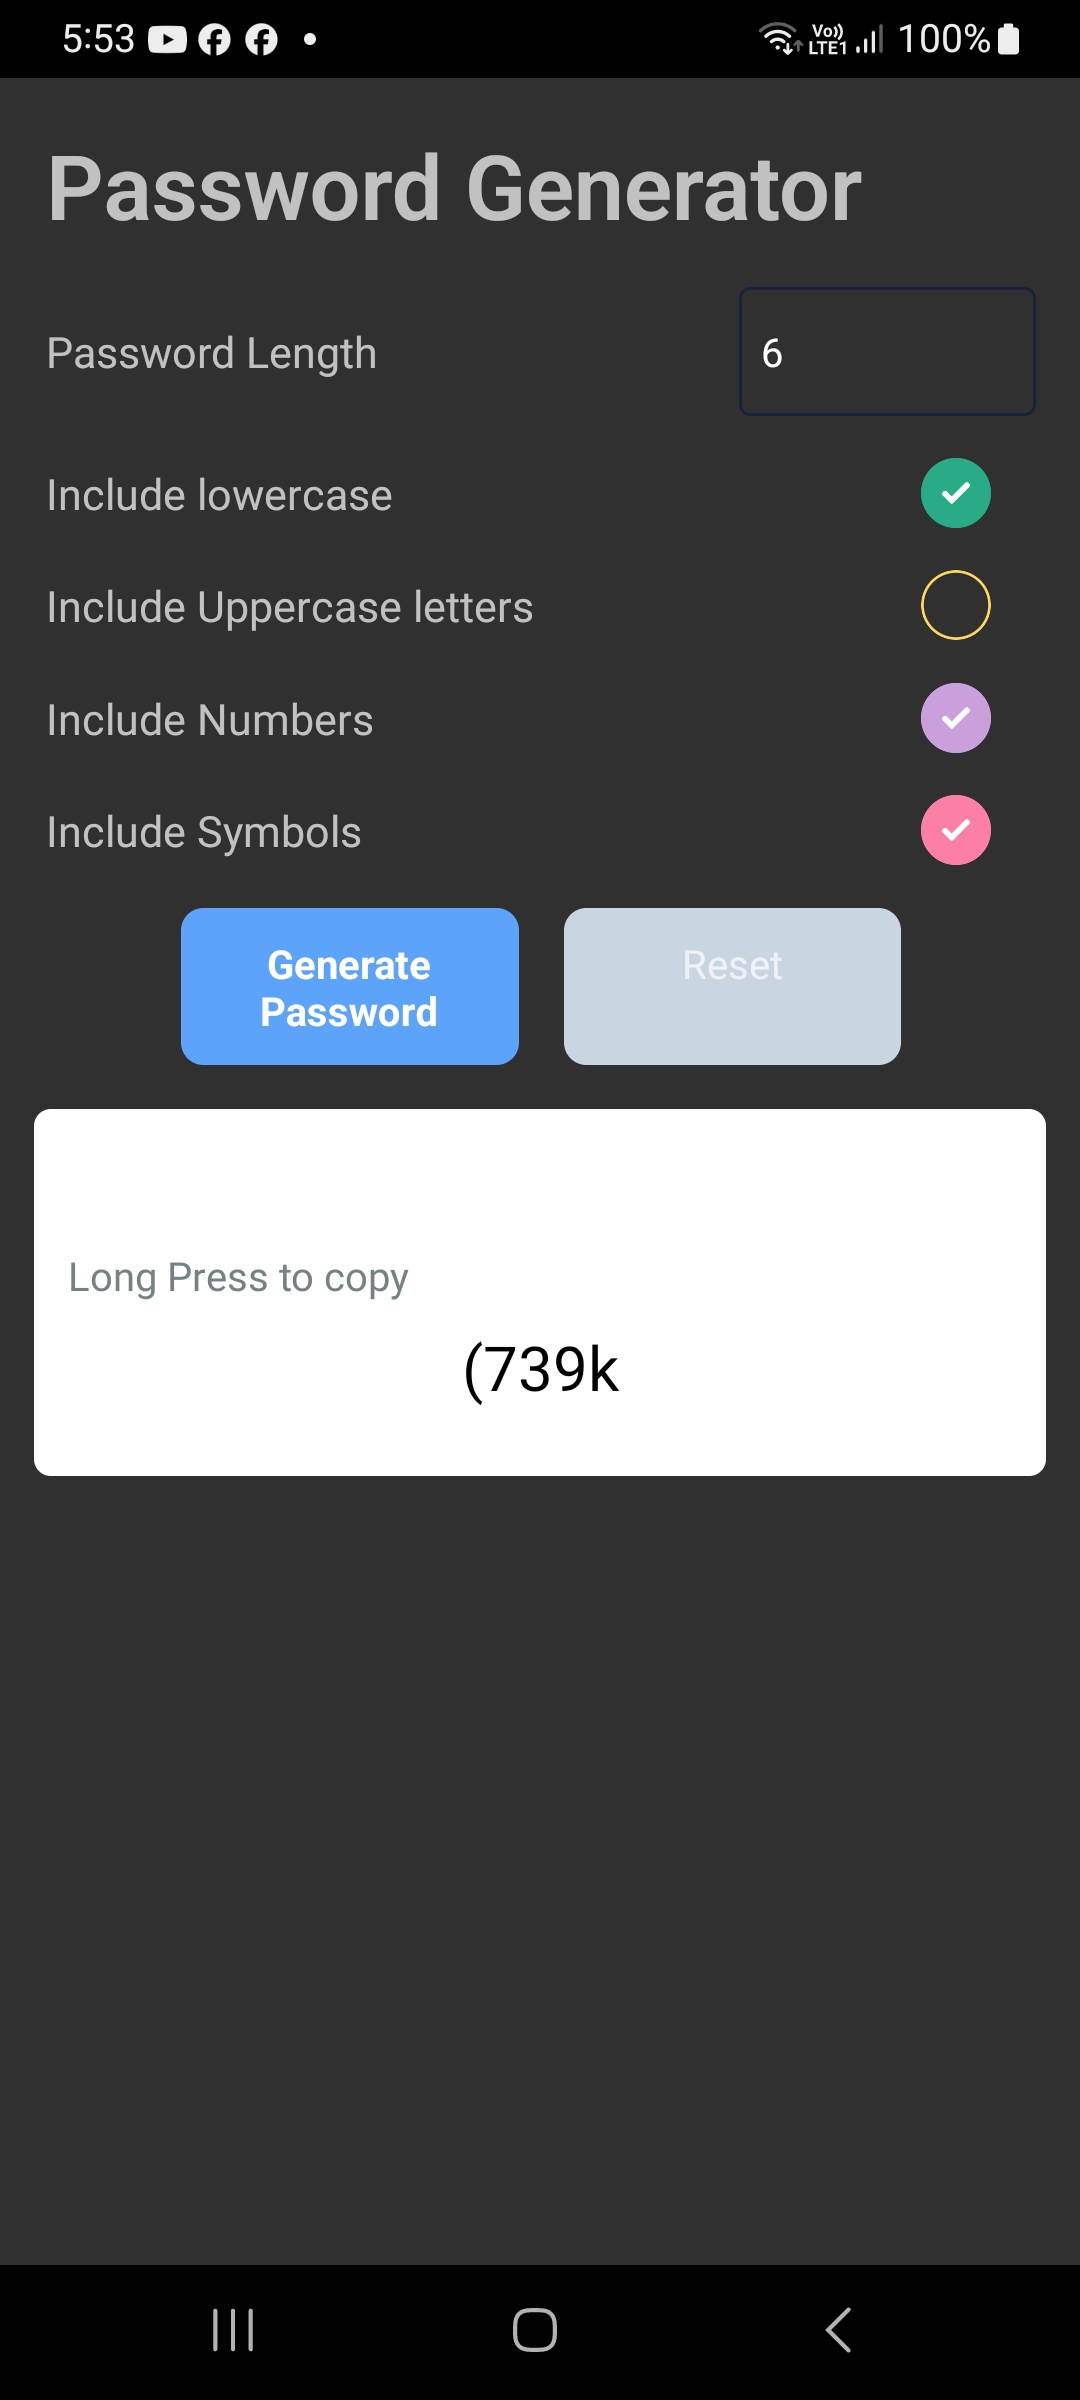 5:53 Vo)) LTE1 100%
Password Generator
Password Length 6
Include lowercase
Include Uppercase letters
Include Numbers
Include Symbols
Generate Password
Reset
Long Press to copy
(739k